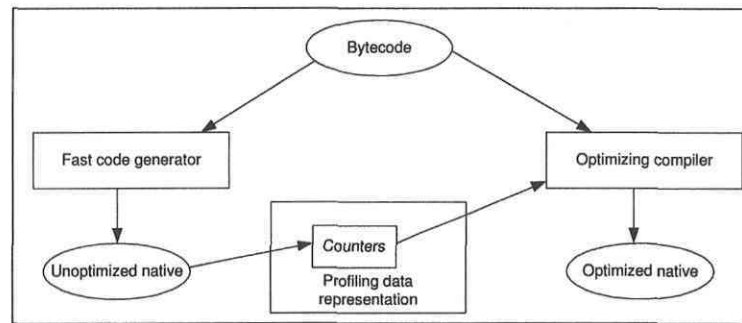 Bytecode
Fast code generator
Optimizing compiler
Counters
Unoptimized native
Optimized native
Profiling data
representation